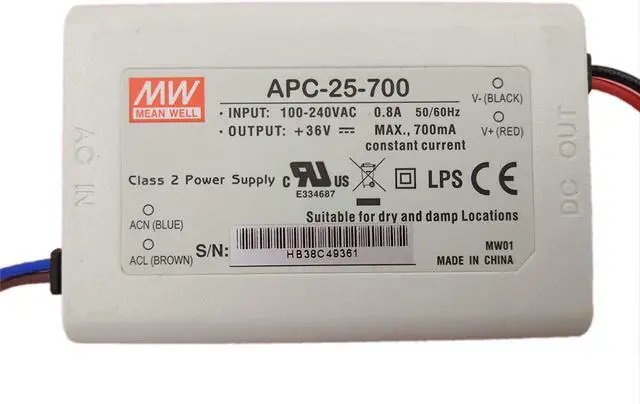 MW
MEAN WELL
APC-25-700
• INPUT: 100-240VAC 0.8A 50/60Hz
• OUTPUT: +36V ⎓ MAX., 700mA
constant current
V- (BLACK)
V+ (RED)
AC IN
DC OUT
Class 2 Power Supply
c RU US
E334687
LPS CE
Suitable for dry and damp Locations
ACN (BLUE)
ACL (BROWN)
S/N:
HB38C49361
MW01
MADE IN CHINA